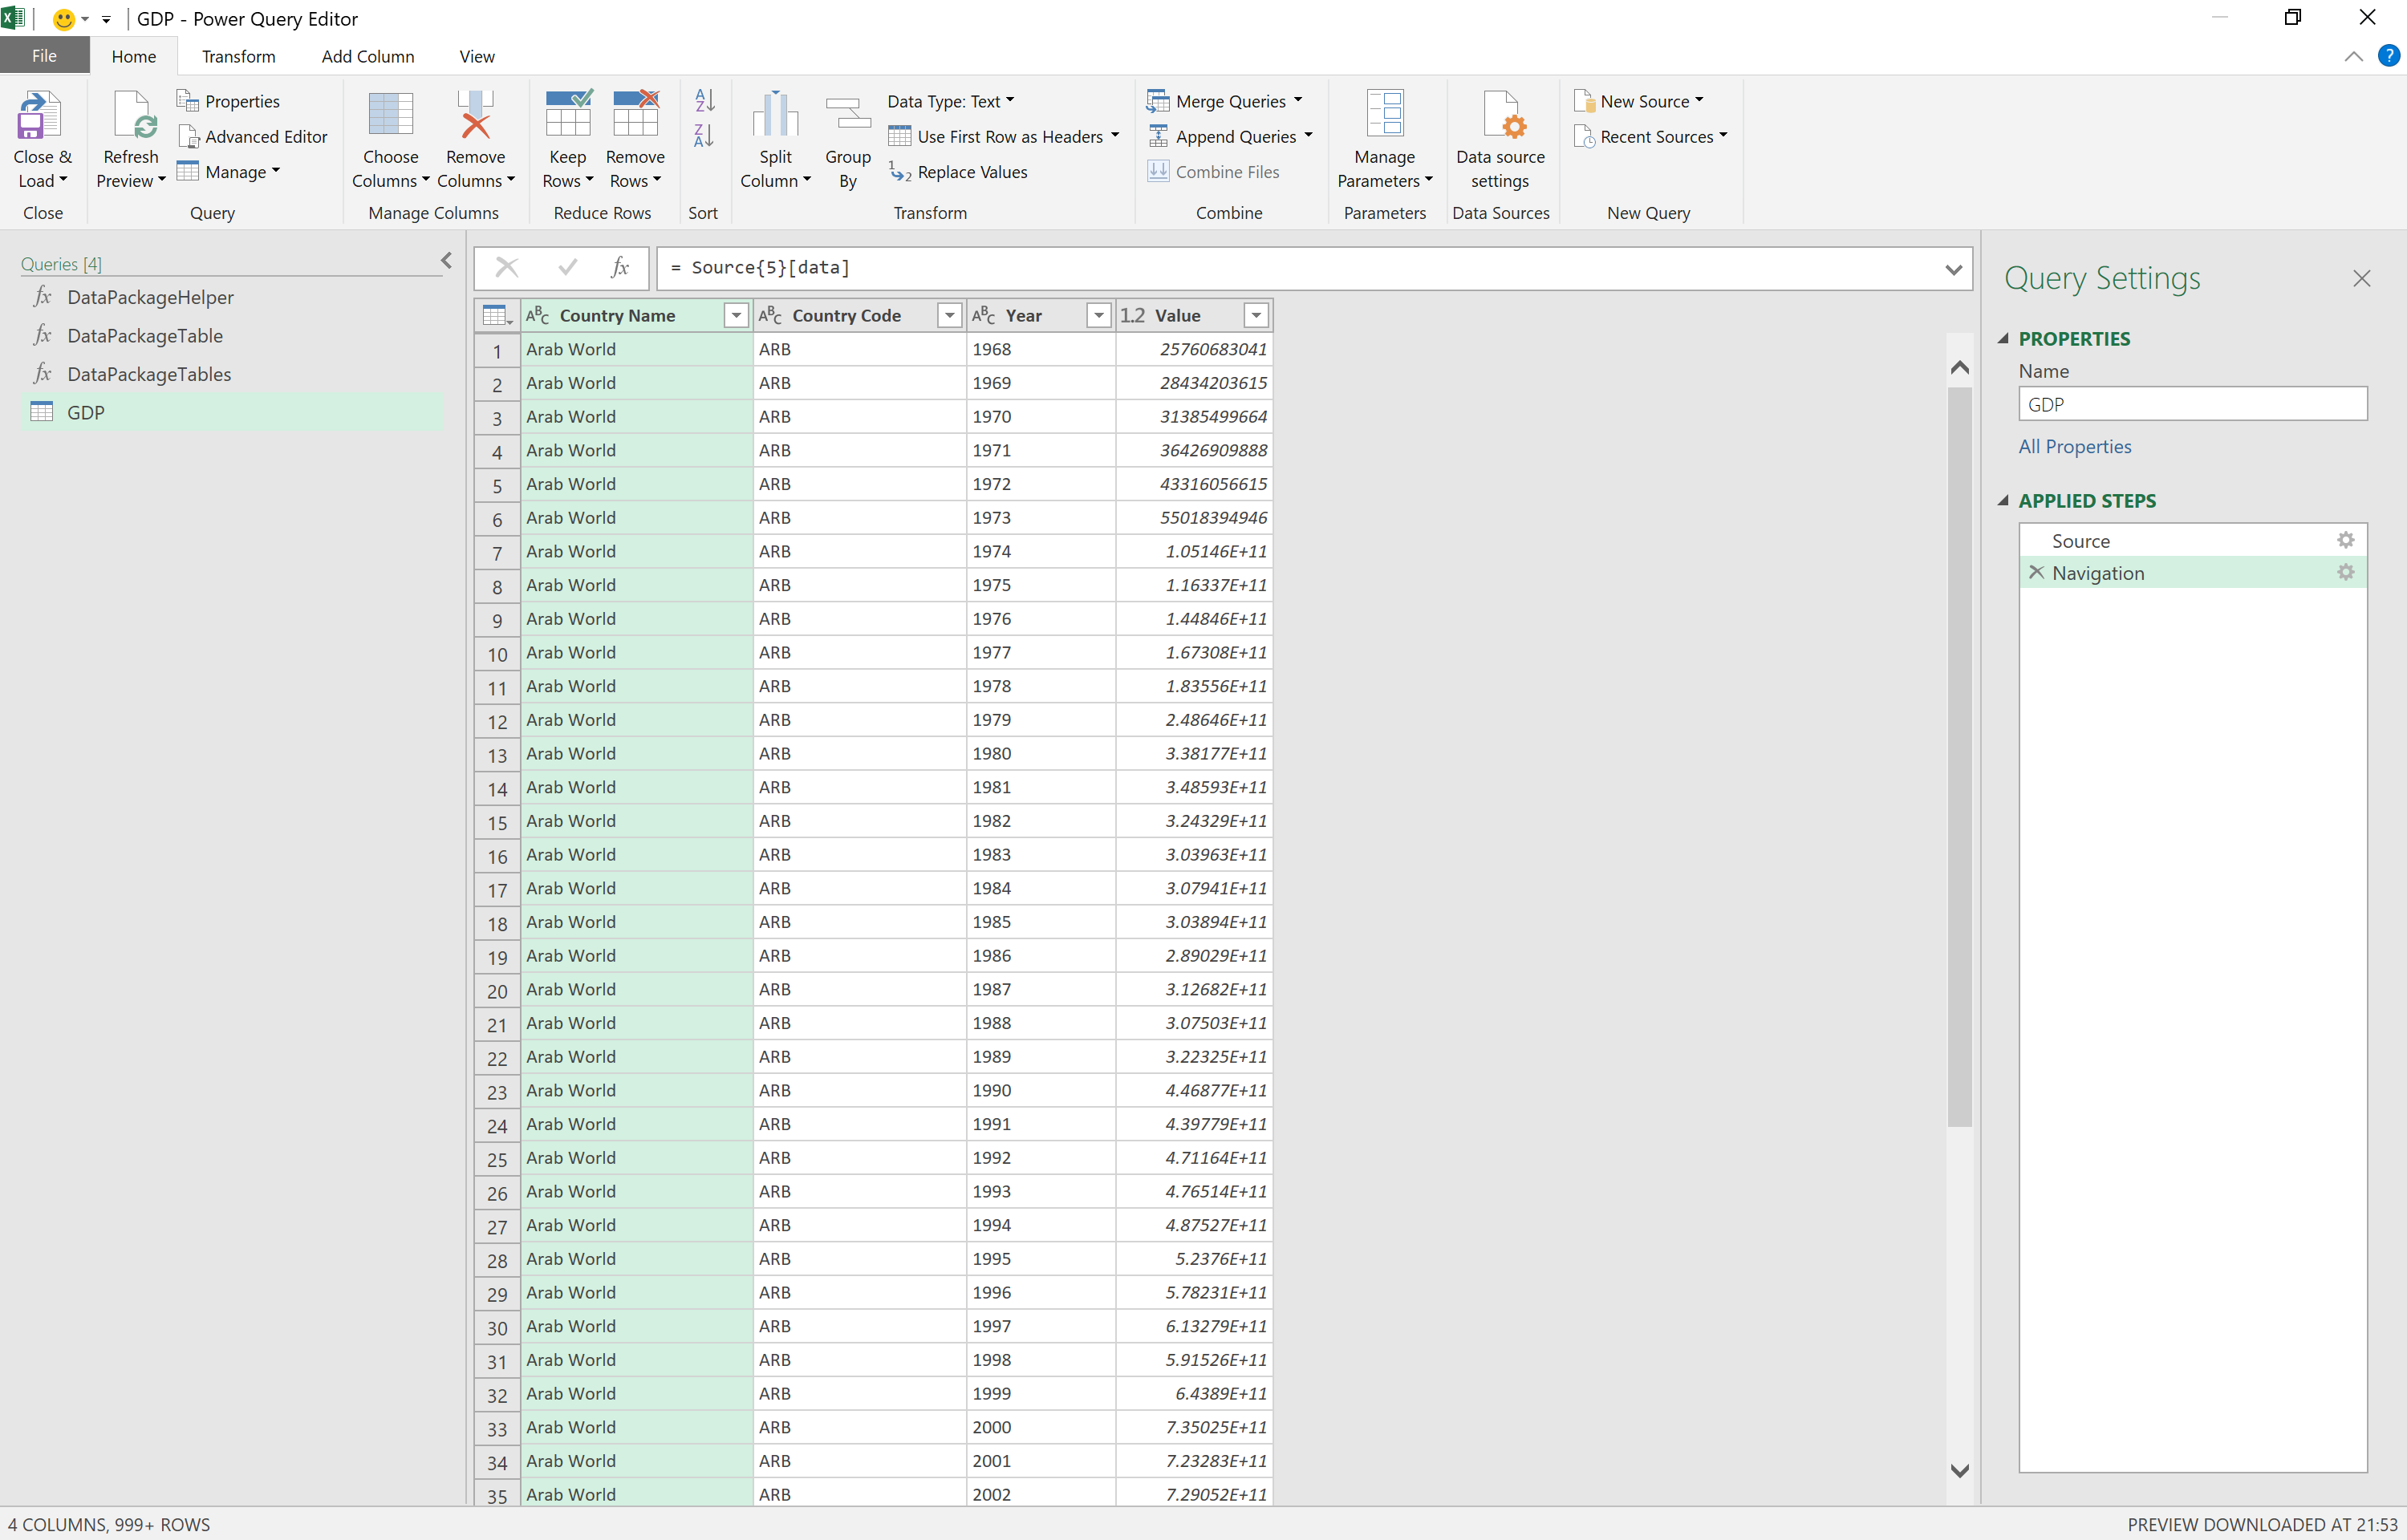 GDP - Power Query Editor
File Home Transform Add Column View
Close & Load
Close
Refresh Preview
Properties
Advanced Editor
Manage
Query
Choose Columns
Remove Columns
Manage Columns
Keep Rows
Remove Rows
Reduce Rows
Sort
Split Column
Group By
Data Type: Text
Use First Row as Headers
Replace Values
Transform
Merge Queries
Append Queries
Combine Files
Combine
Manage Parameters
Parameters
Data source settings
Data Sources
New Source
Recent Sources
New Query
Queries [4]
fx DataPackageHelper
fx DataPackageTable
fx DataPackageTables
GDP
fx = Source{5}[data]
ABC Country Name ABC Country Code ABC Year 1.2 Value
1 Arab World ARB 1968 25760683041
2 Arab World ARB 1969 28434203615
3 Arab World ARB 1970 31385499664
4 Arab World ARB 1971 36426909888
5 Arab World ARB 1972 43316056615
6 Arab World ARB 1973 55018394946
7 Arab World ARB 1974 1.05146E+11
8 Arab World ARB 1975 1.16337E+11
9 Arab World ARB 1976 1.44846E+11
10 Arab World ARB 1977 1.67308E+11
11 Arab World ARB 1978 1.83556E+11
12 Arab World ARB 1979 2.48646E+11
13 Arab World ARB 1980 3.38177E+11
14 Arab World ARB 1981 3.48593E+11
15 Arab World ARB 1982 3.24329E+11
16 Arab World ARB 1983 3.03963E+11
17 Arab World ARB 1984 3.07941E+11
18 Arab World ARB 1985 3.03894E+11
19 Arab World ARB 1986 2.89029E+11
20 Arab World ARB 1987 3.12682E+11
21 Arab World ARB 1988 3.07503E+11
22 Arab World ARB 1989 3.22325E+11
23 Arab World ARB 1990 4.46877E+11
24 Arab World ARB 1991 4.39779E+11
25 Arab World ARB 1992 4.71164E+11
26 Arab World ARB 1993 4.76514E+11
27 Arab World ARB 1994 4.87527E+11
28 Arab World ARB 1995 5.2376E+11
29 Arab World ARB 1996 5.78231E+11
30 Arab World ARB 1997 6.13279E+11
31 Arab World ARB 1998 5.91526E+11
32 Arab World ARB 1999 6.4389E+11
33 Arab World ARB 2000 7.35025E+11
34 Arab World ARB 2001 7.23283E+11
35 Arab World ARB 2002 7.29052E+11
Query Settings
PROPERTIES
Name
GDP
All Properties
APPLIED STEPS
Source
Navigation
4 COLUMNS, 999+ ROWS
PREVIEW DOWNLOADED AT 21:53